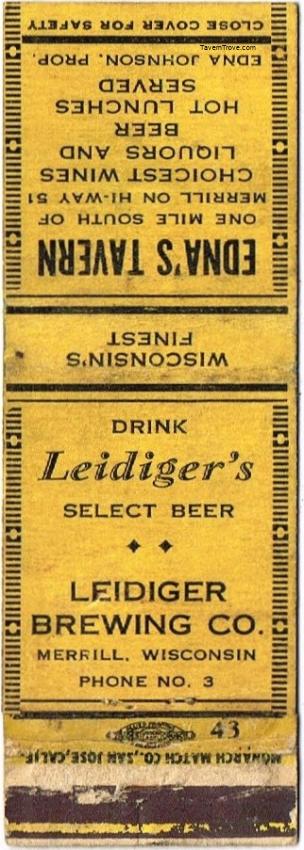 TavernTrove.com
CLOSE COVER FOR SAFETY
EDNA JOHNSON, PROP.
SERVED
HOT LUNCHES
BEER
LIQUORS AND
CHOICEST WINES
MERRILL ON HI-WAY 51
ONE MILE SOUTH OF
EDNA'S TAVERN
FINEST
WISCONSIN'S
DRINK
Leidiger's
SELECT BEER
LEIDIGER
BREWING CO.
MERRILL, WISCONSIN
PHONE NO. 3
43
MONARCH MATCH CO., SAN JOSE, CALIF.